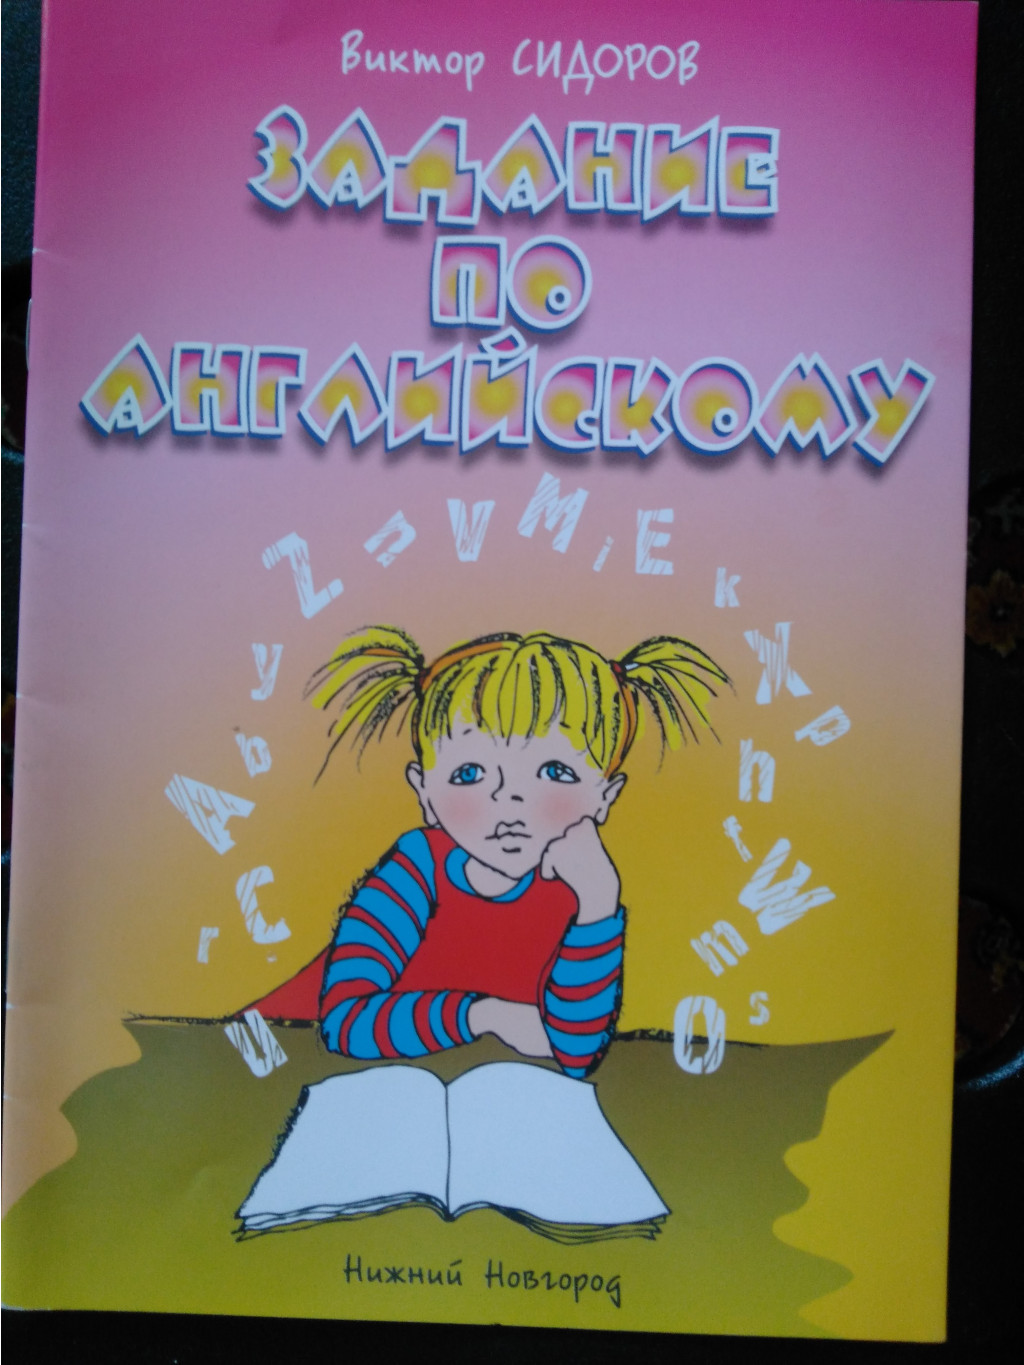 Виктор СИДОРОВ
ЗАДАНИЕ
ПО
АНГЛИЙСКОМУ
Z n V M i E k
y X p
b h
A t
W
r C m
u O s
Нижний Новгород